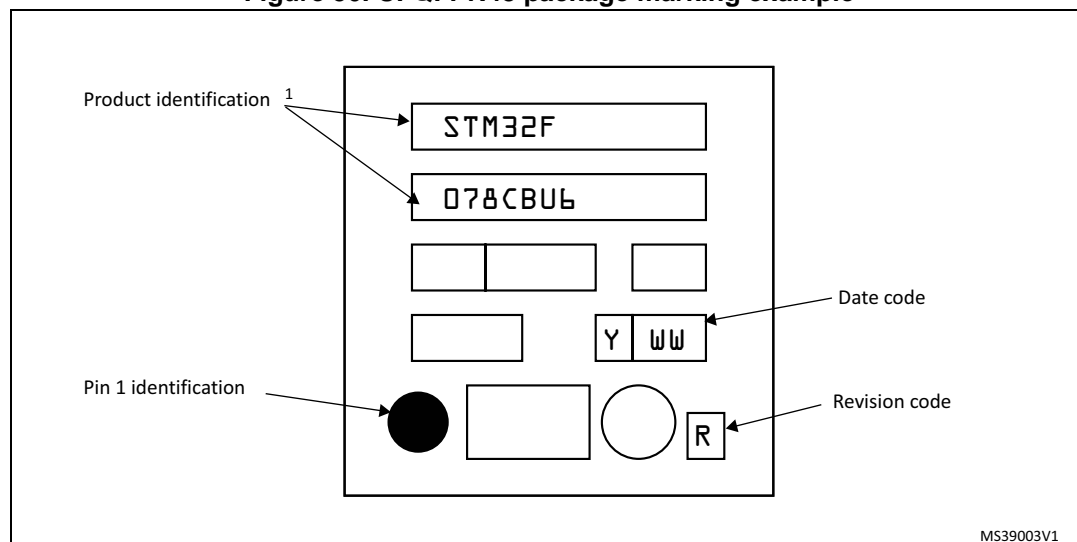 Product identification 1
STM32F
078CBU6
Date code
Y WW
Pin 1 identification
Revision code
R
MS39003V1